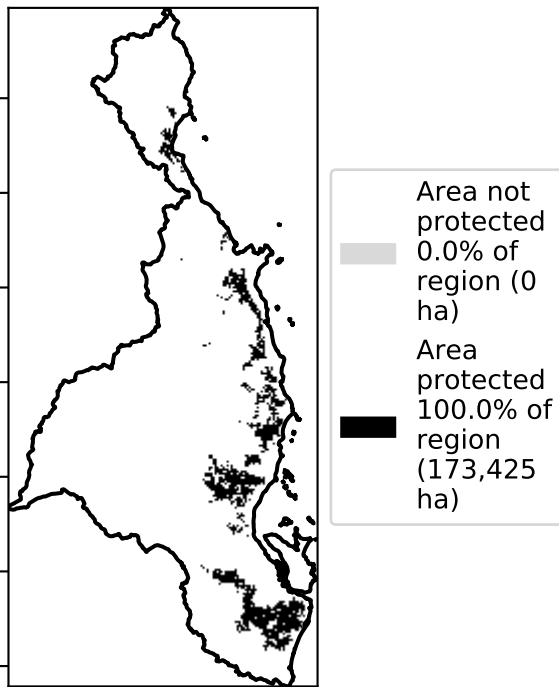 Area not
protected
0.0% of
region (0
ha)
Area
protected
100.0% of
region
(173,425
ha)